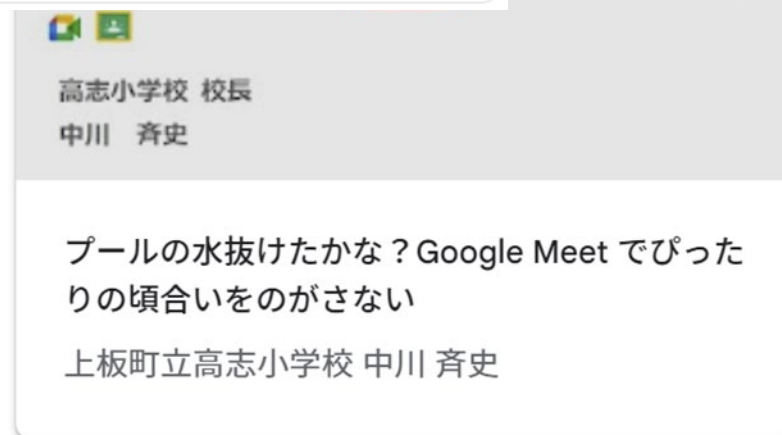 高志小学校 校長
中川　斉史
プールの水抜けたかな？Google Meet でぴった
りの頃合いをのがさない
上板町立高志小学校 中川 斉史